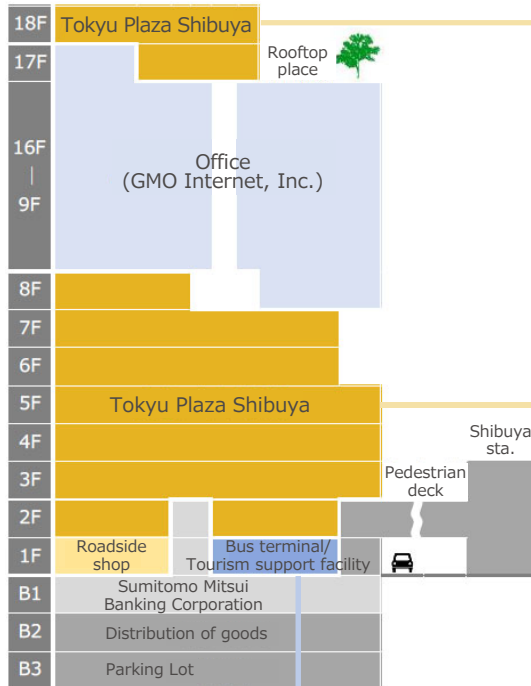 18F
Tokyu Plaza Shibuya
17F
Rooftop
place
16F
|
9F
Office
(GMO Internet, Inc.)
8F
7F
6F
5F
Tokyu Plaza Shibuya
4F
Shibuya
sta.
3F
Pedestrian
deck
2F
1F
Roadside
shop
Bus terminal/
Tourism support facility
B1
Sumitomo Mitsui
Banking Corporation
B2
Distribution of goods
B3
Parking Lot